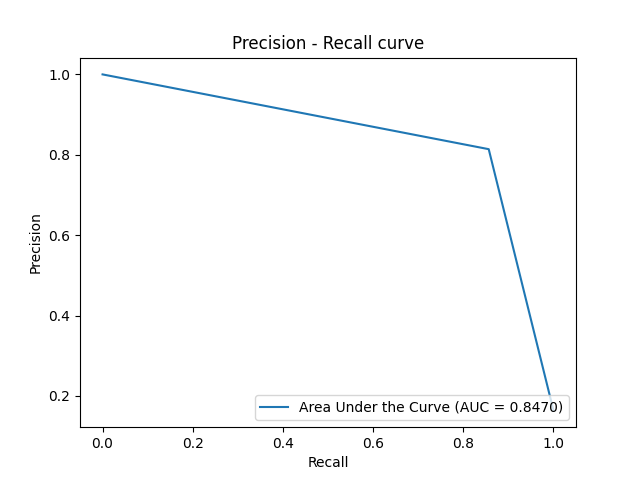 Precision - Recall curve
1.0
0.8
0.6
0.4
0.2
Precision
Area Under the Curve (AUC = 0.8470)
0.0 0.2 0.4 0.6 0.8 1.0
Recall